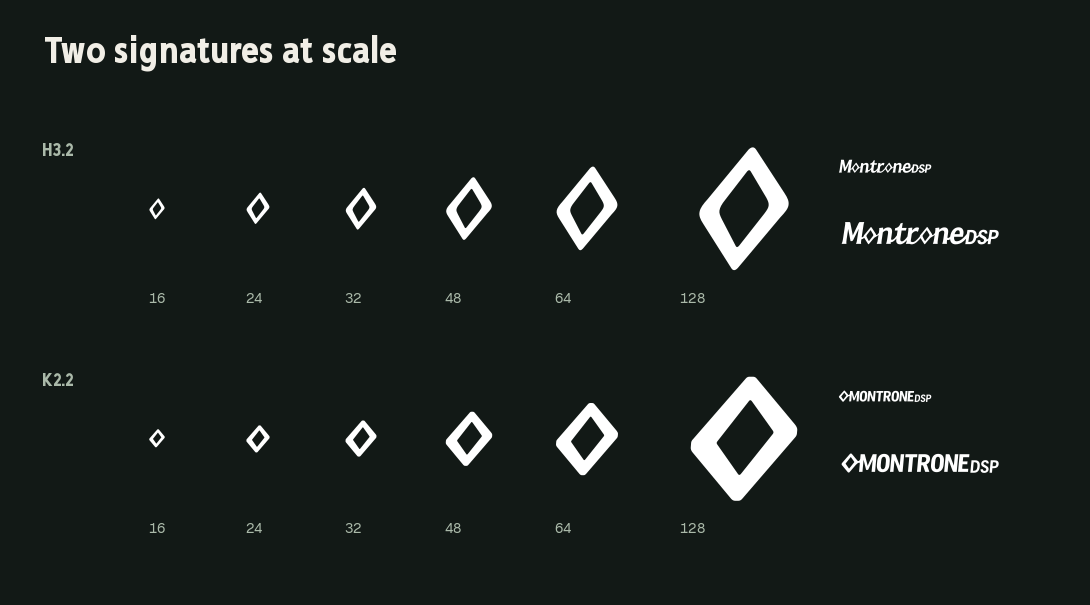 Two signatures at scale
H3.2
MontroneDSP
MontroneDSP
16 24 32 48 64 128
K2.2
MONTRONEDSP
MONTRONEDSP
16 24 32 48 64 128